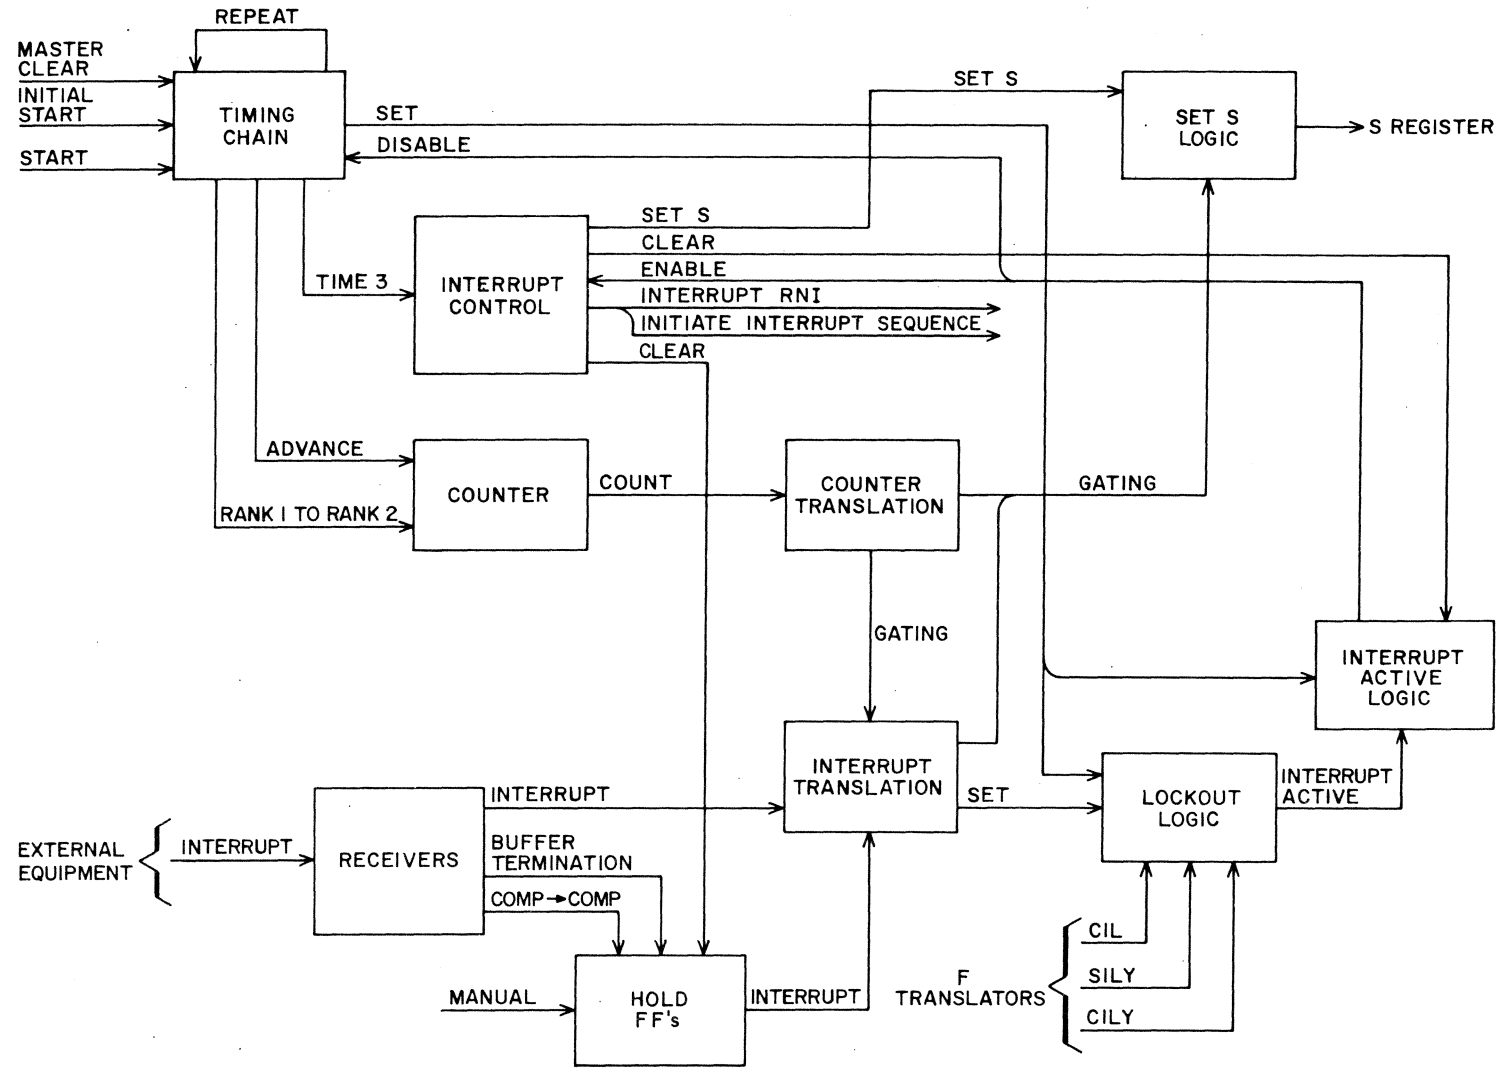 REPEAT
MASTER
CLEAR
INITIAL
START
START
TIMING
CHAIN
SET
DISABLE
SET S
SET S
LOGIC
S REGISTER
TIME 3
INTERRUPT
CONTROL
SET S
CLEAR
ENABLE
INTERRUPT RNI
INITIATE INTERRUPT SEQUENCE
CLEAR
ADVANCE
RANK 1 TO RANK 2
COUNTER
COUNT
COUNTER
TRANSLATION
GATING
GATING
INTERRUPT
ACTIVE
LOGIC
INTERRUPT
TRANSLATION
SET
LOCKOUT
LOGIC
INTERRUPT
ACTIVE
EXTERNAL
EQUIPMENT
INTERRUPT
RECEIVERS
INTERRUPT
BUFFER
TERMINATION
COMP→COMP
MANUAL
HOLD
FF's
INTERRUPT
F
TRANSLATORS
CIL
SILY
CILY